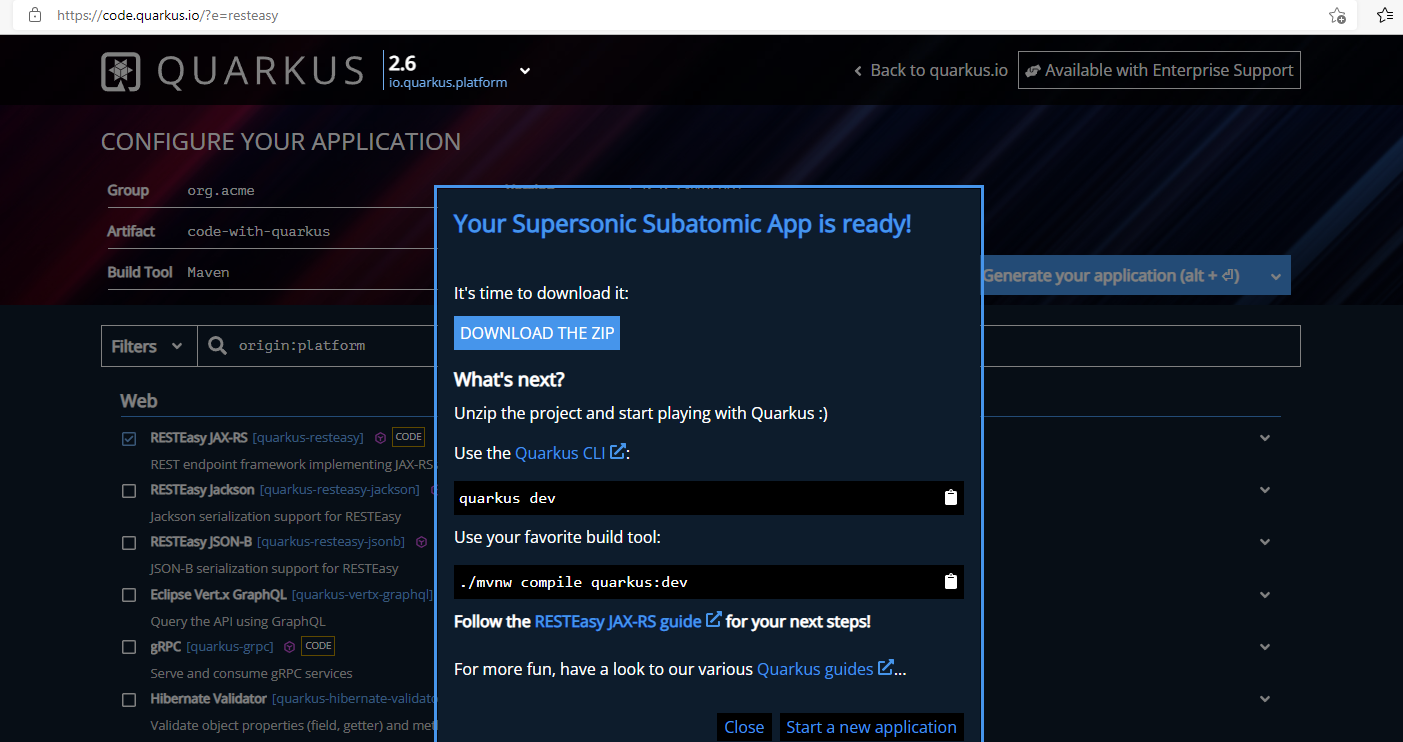 https://code.quarkus.io/?e=resteasy
QUARKUS
2.6
io.quarkus.platform
Back to quarkus.io
Available with Enterprise Support
CONFIGURE YOUR APPLICATION
Group org.acme
Artifact code-with-quarkus
Build Tool Maven
Generate your application (alt + ⏎)
Filters
origin:platform
Web
RESTEasy JAX-RS [quarkus-resteasy] CODE
REST endpoint framework implementing JAX-RS
RESTEasy Jackson [quarkus-resteasy-jackson]
Jackson serialization support for RESTEasy
RESTEasy JSON-B [quarkus-resteasy-jsonb]
JSON-B serialization support for RESTEasy
Eclipse Vert.x GraphQL [quarkus-vertx-graphql]
Query the API using GraphQL
gRPC [quarkus-grpc] CODE
Serve and consume gRPC services
Hibernate Validator [quarkus-hibernate-validato
Validate object properties (field, getter) and met
Your Supersonic Subatomic App is ready!
It's time to download it:
DOWNLOAD THE ZIP
What's next?
Unzip the project and start playing with Quarkus :)
Use the Quarkus CLI :
quarkus dev
Use your favorite build tool:
./mvnw compile quarkus:dev
Follow the RESTEasy JAX-RS guide for your next steps!
For more fun, have a look to our various Quarkus guides ...
Close
Start a new application